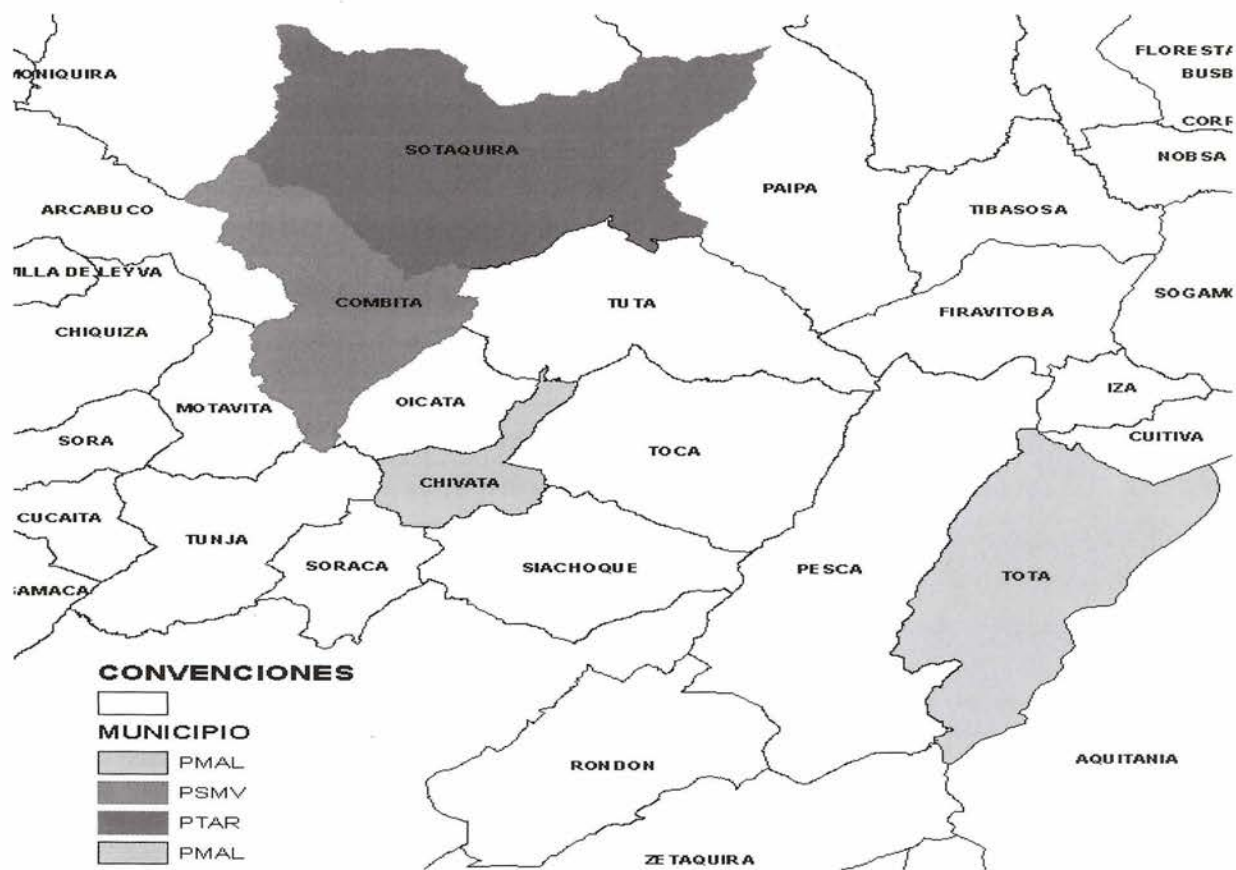 FLORESTA
MONIQUIRA
BUSB
CORR
SOTAQUIRA
NOBSA
PAIPA
ARCABUCO
TIBASOSA
VILLA DE LEYVA
COMBITA
TUTA
SOGAMO
FIRAVITOBA
CHIQUIZA
IZA
MOTAVITA
OICATA
CUITIVA
SORA
TOCA
CHIVATA
CUCAITA
TUNJA
SORACA
SIACHOQUE
PESCA
TOTA
SAMACA
CONVENCIONES
MUNICIPIO
PMAL
PSMV
PTAR
PMAL
RONDON
AQUITANIA
ZETAQUIRA